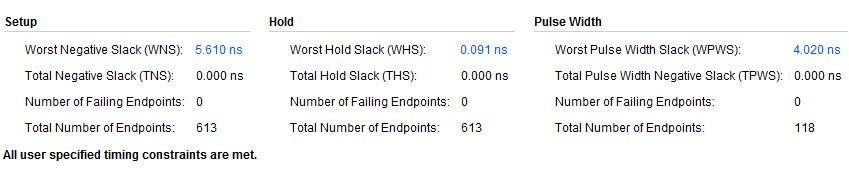 Setup Hold Pulse Width
Worst Negative Slack (WNS): 5.610 ns Worst Hold Slack (WHS): 0.091 ns Worst Pulse Width Slack (WPWS): 4.020 ns
Total Negative Slack (TNS): 0.000 ns Total Hold Slack (THS): 0.000 ns Total Pulse Width Negative Slack (TPWS): 0.000 ns
Number of Failing Endpoints: 0 Number of Failing Endpoints: 0 Number of Failing Endpoints: 0
Total Number of Endpoints: 613 Total Number of Endpoints: 613 Total Number of Endpoints: 118
All user specified timing constraints are met.